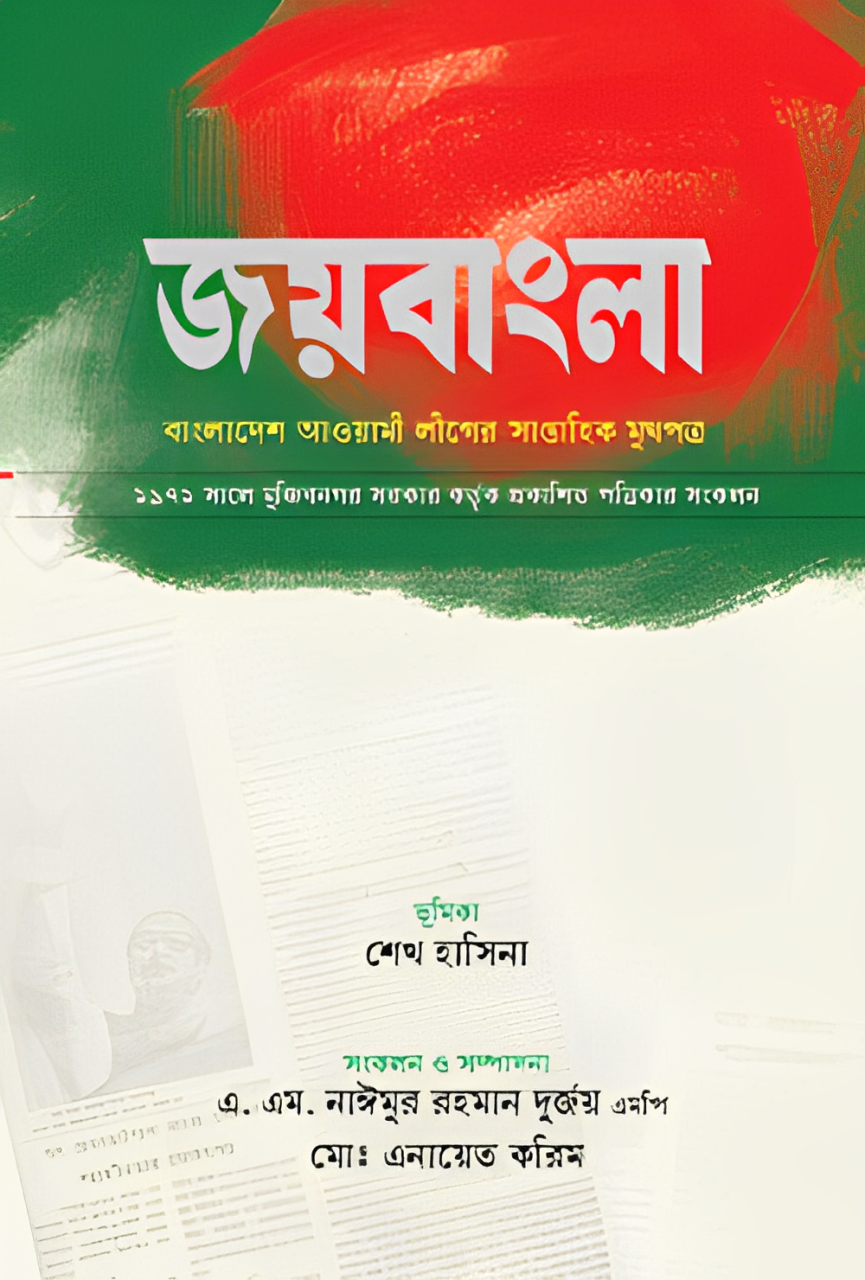 জয়বাংলা
বাংলাদেশ আওয়ামী লীগের সাপ্তাহিক মুখপত্র
১৯৭১ সালে মুজিবনগর সরকার কর্তৃক প্রকাশিত পত্রিকার সংকলন
ভূমিকা
শেখ হাসিনা
সংকলন ও সম্পাদনা
এ. এম. নাঈমুর রহমান দুর্জয় এমপি
মোঃ এনায়েত করিম